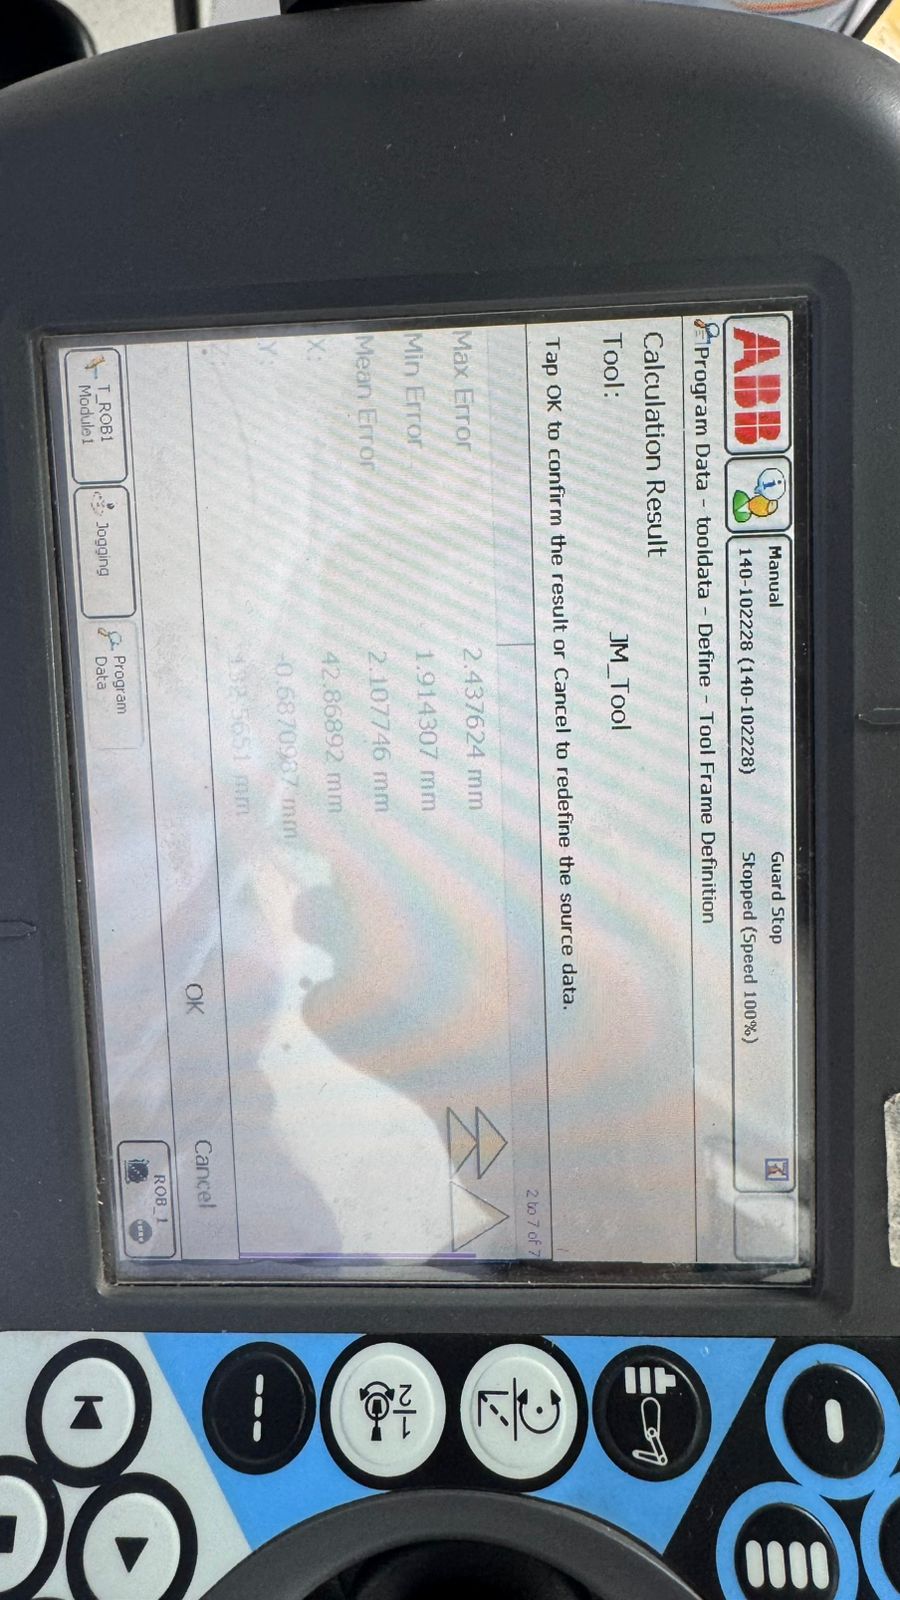 ABB
Manual
Guard Stop
140-102228 (140-102228)
Stopped (Speed 100%)
Program Data - tooldata - Define - Tool Frame Definition
Calculation Result
Tool: JM_Tool
Tap OK to confirm the result or Cancel to redefine the source data.
2 to 7 of 7
Max Error 2.437624 mm
Min Error 1.914307 mm
Mean Error 2.107746 mm
X: 42.86892 mm
Y: -0.6870987 mm
Z: mm
OK Cancel
ROB_1
T_ROB1
Module1
Jogging
Program
Data
1
2